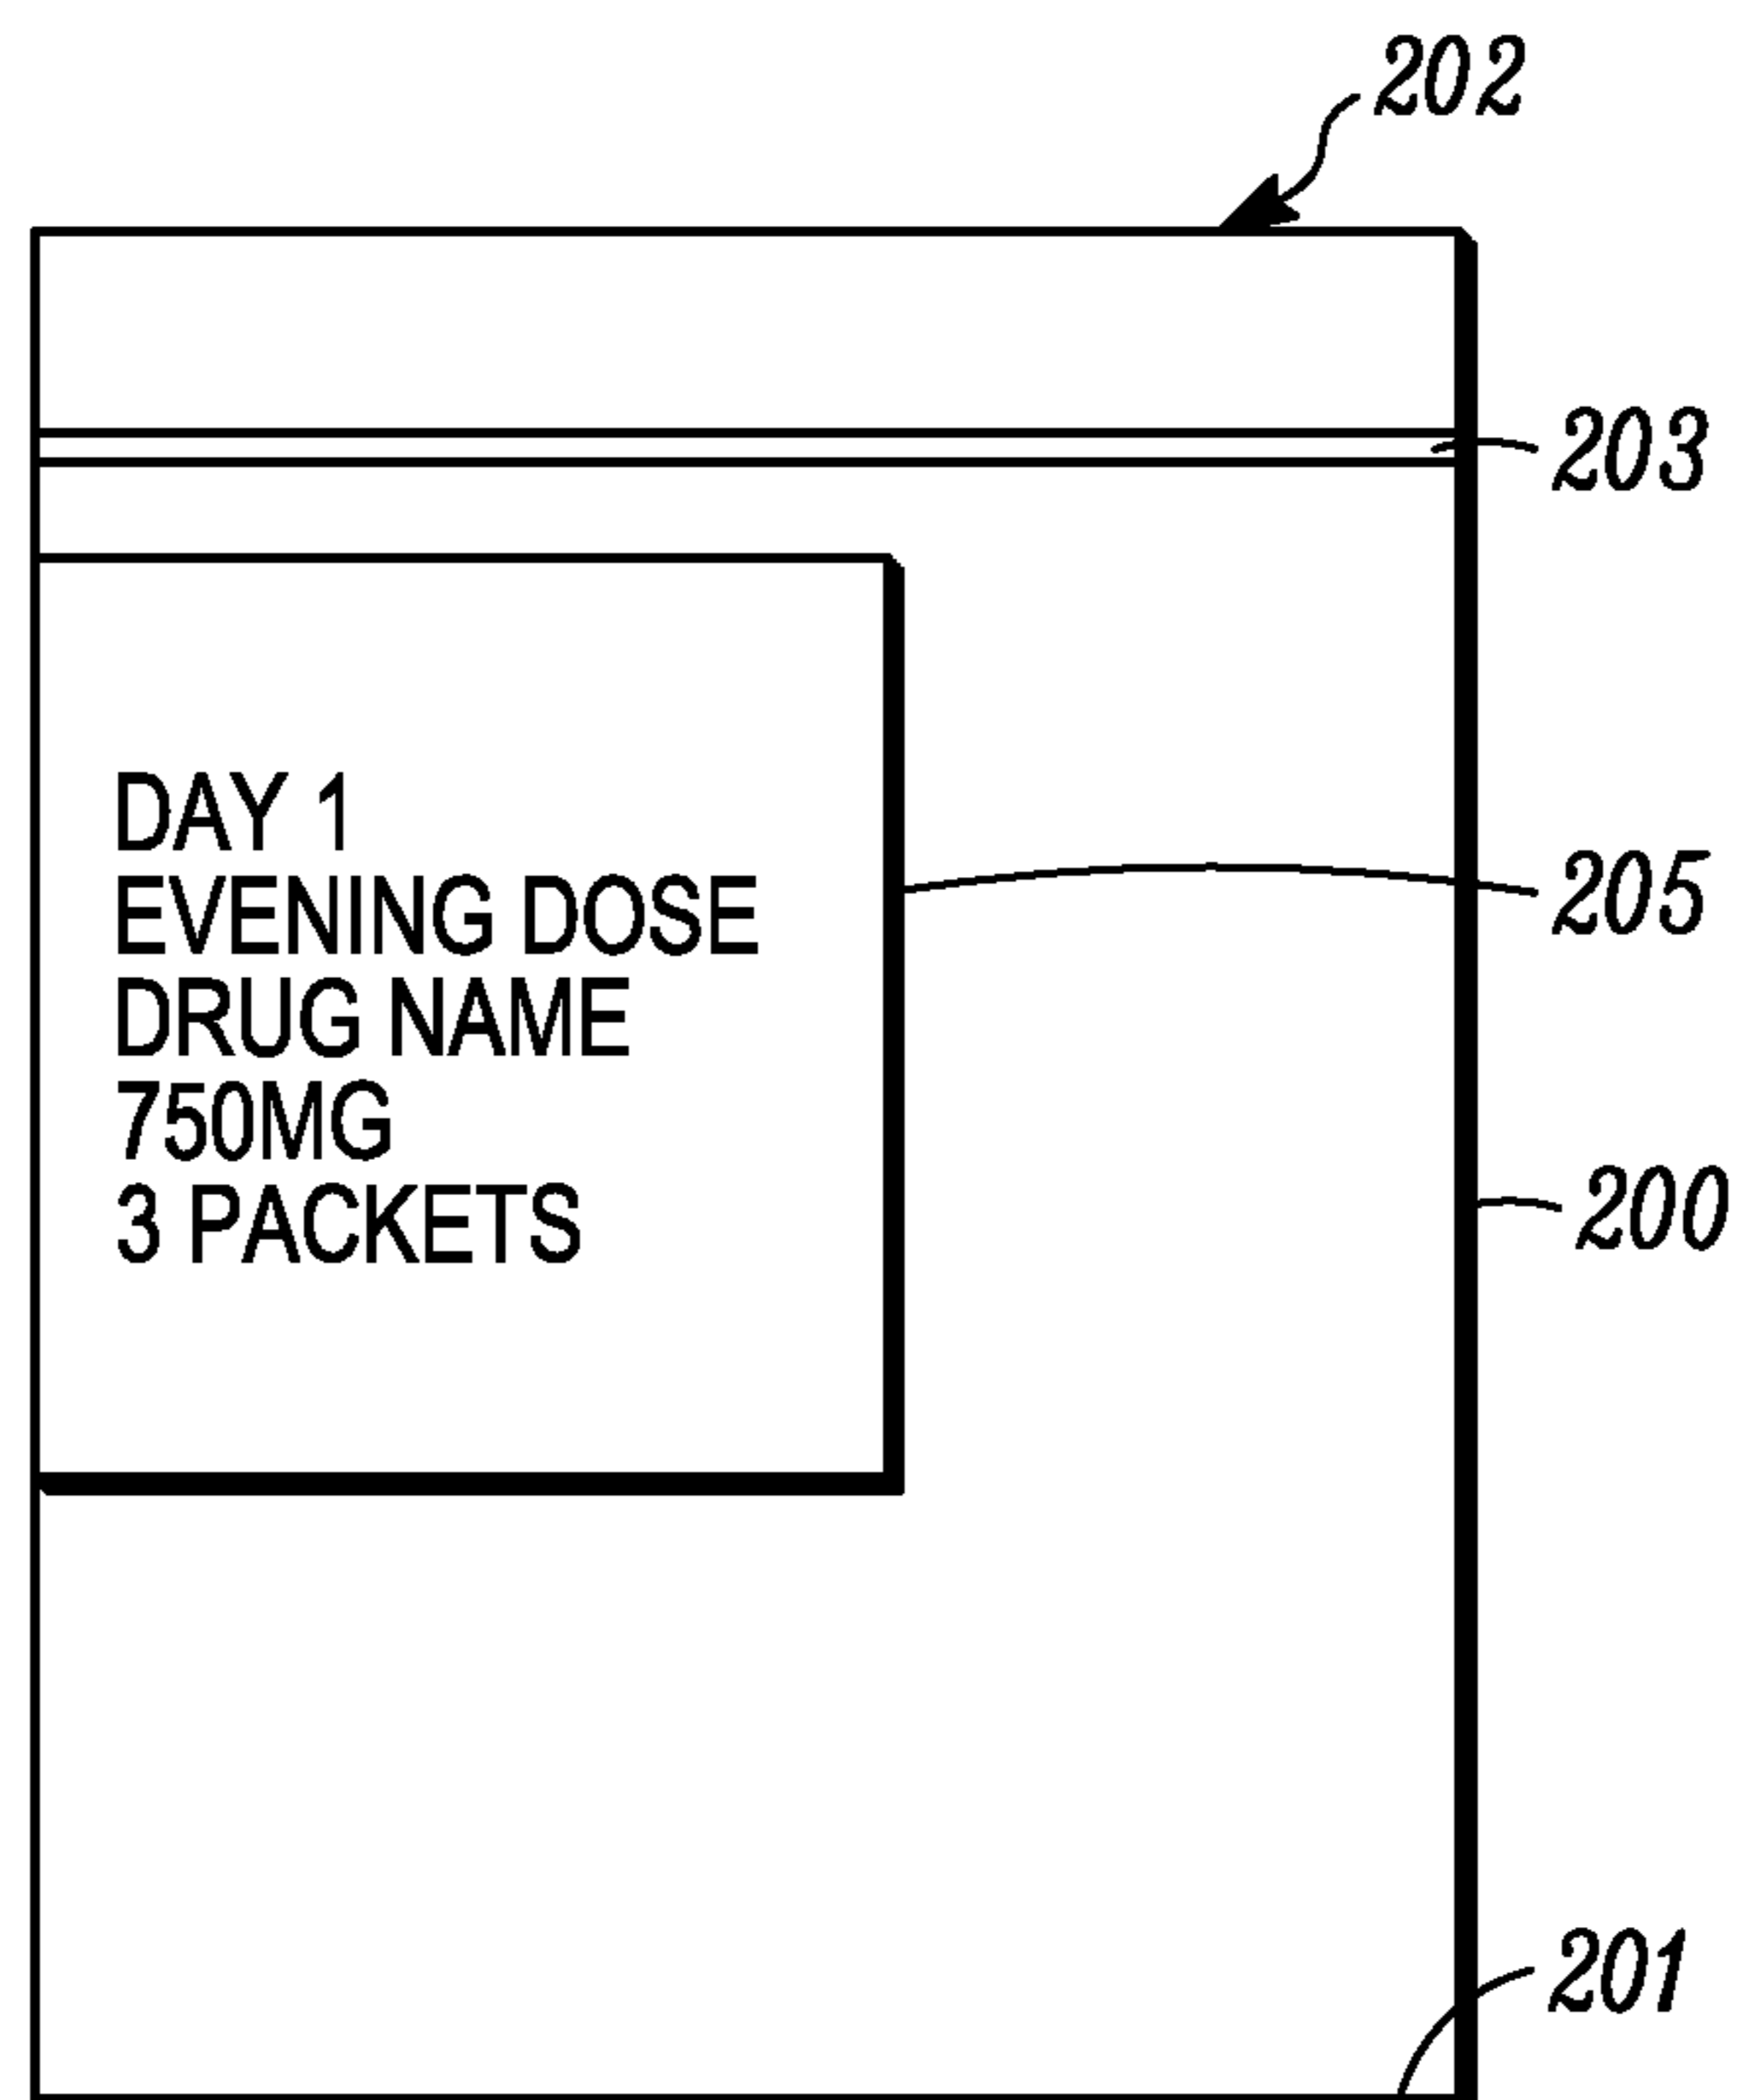 202
203
DAY 1
EVENING DOSE
DRUG NAME
750MG
3 PACKETS
205
200
201